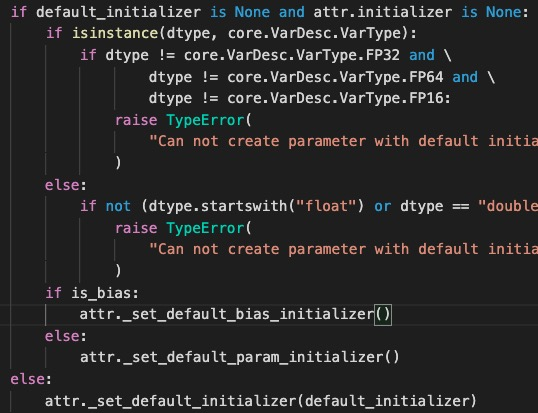 if default_initializer is None and attr.initializer is None:
    if isinstance(dtype, core.VarDesc.VarType):
        if dtype != core.VarDesc.VarType.FP32 and \
                dtype != core.VarDesc.VarType.FP64 and \
                dtype != core.VarDesc.VarType.FP16:
            raise TypeError(
                "Can not create parameter with default initia
            )
    else:
        if not (dtype.startswith("float") or dtype == "double
            raise TypeError(
                "Can not create parameter with default initia
            )
    if is_bias:
        attr._set_default_bias_initializer()
    else:
        attr._set_default_param_initializer()
else:
    attr._set_default_initializer(default_initializer)